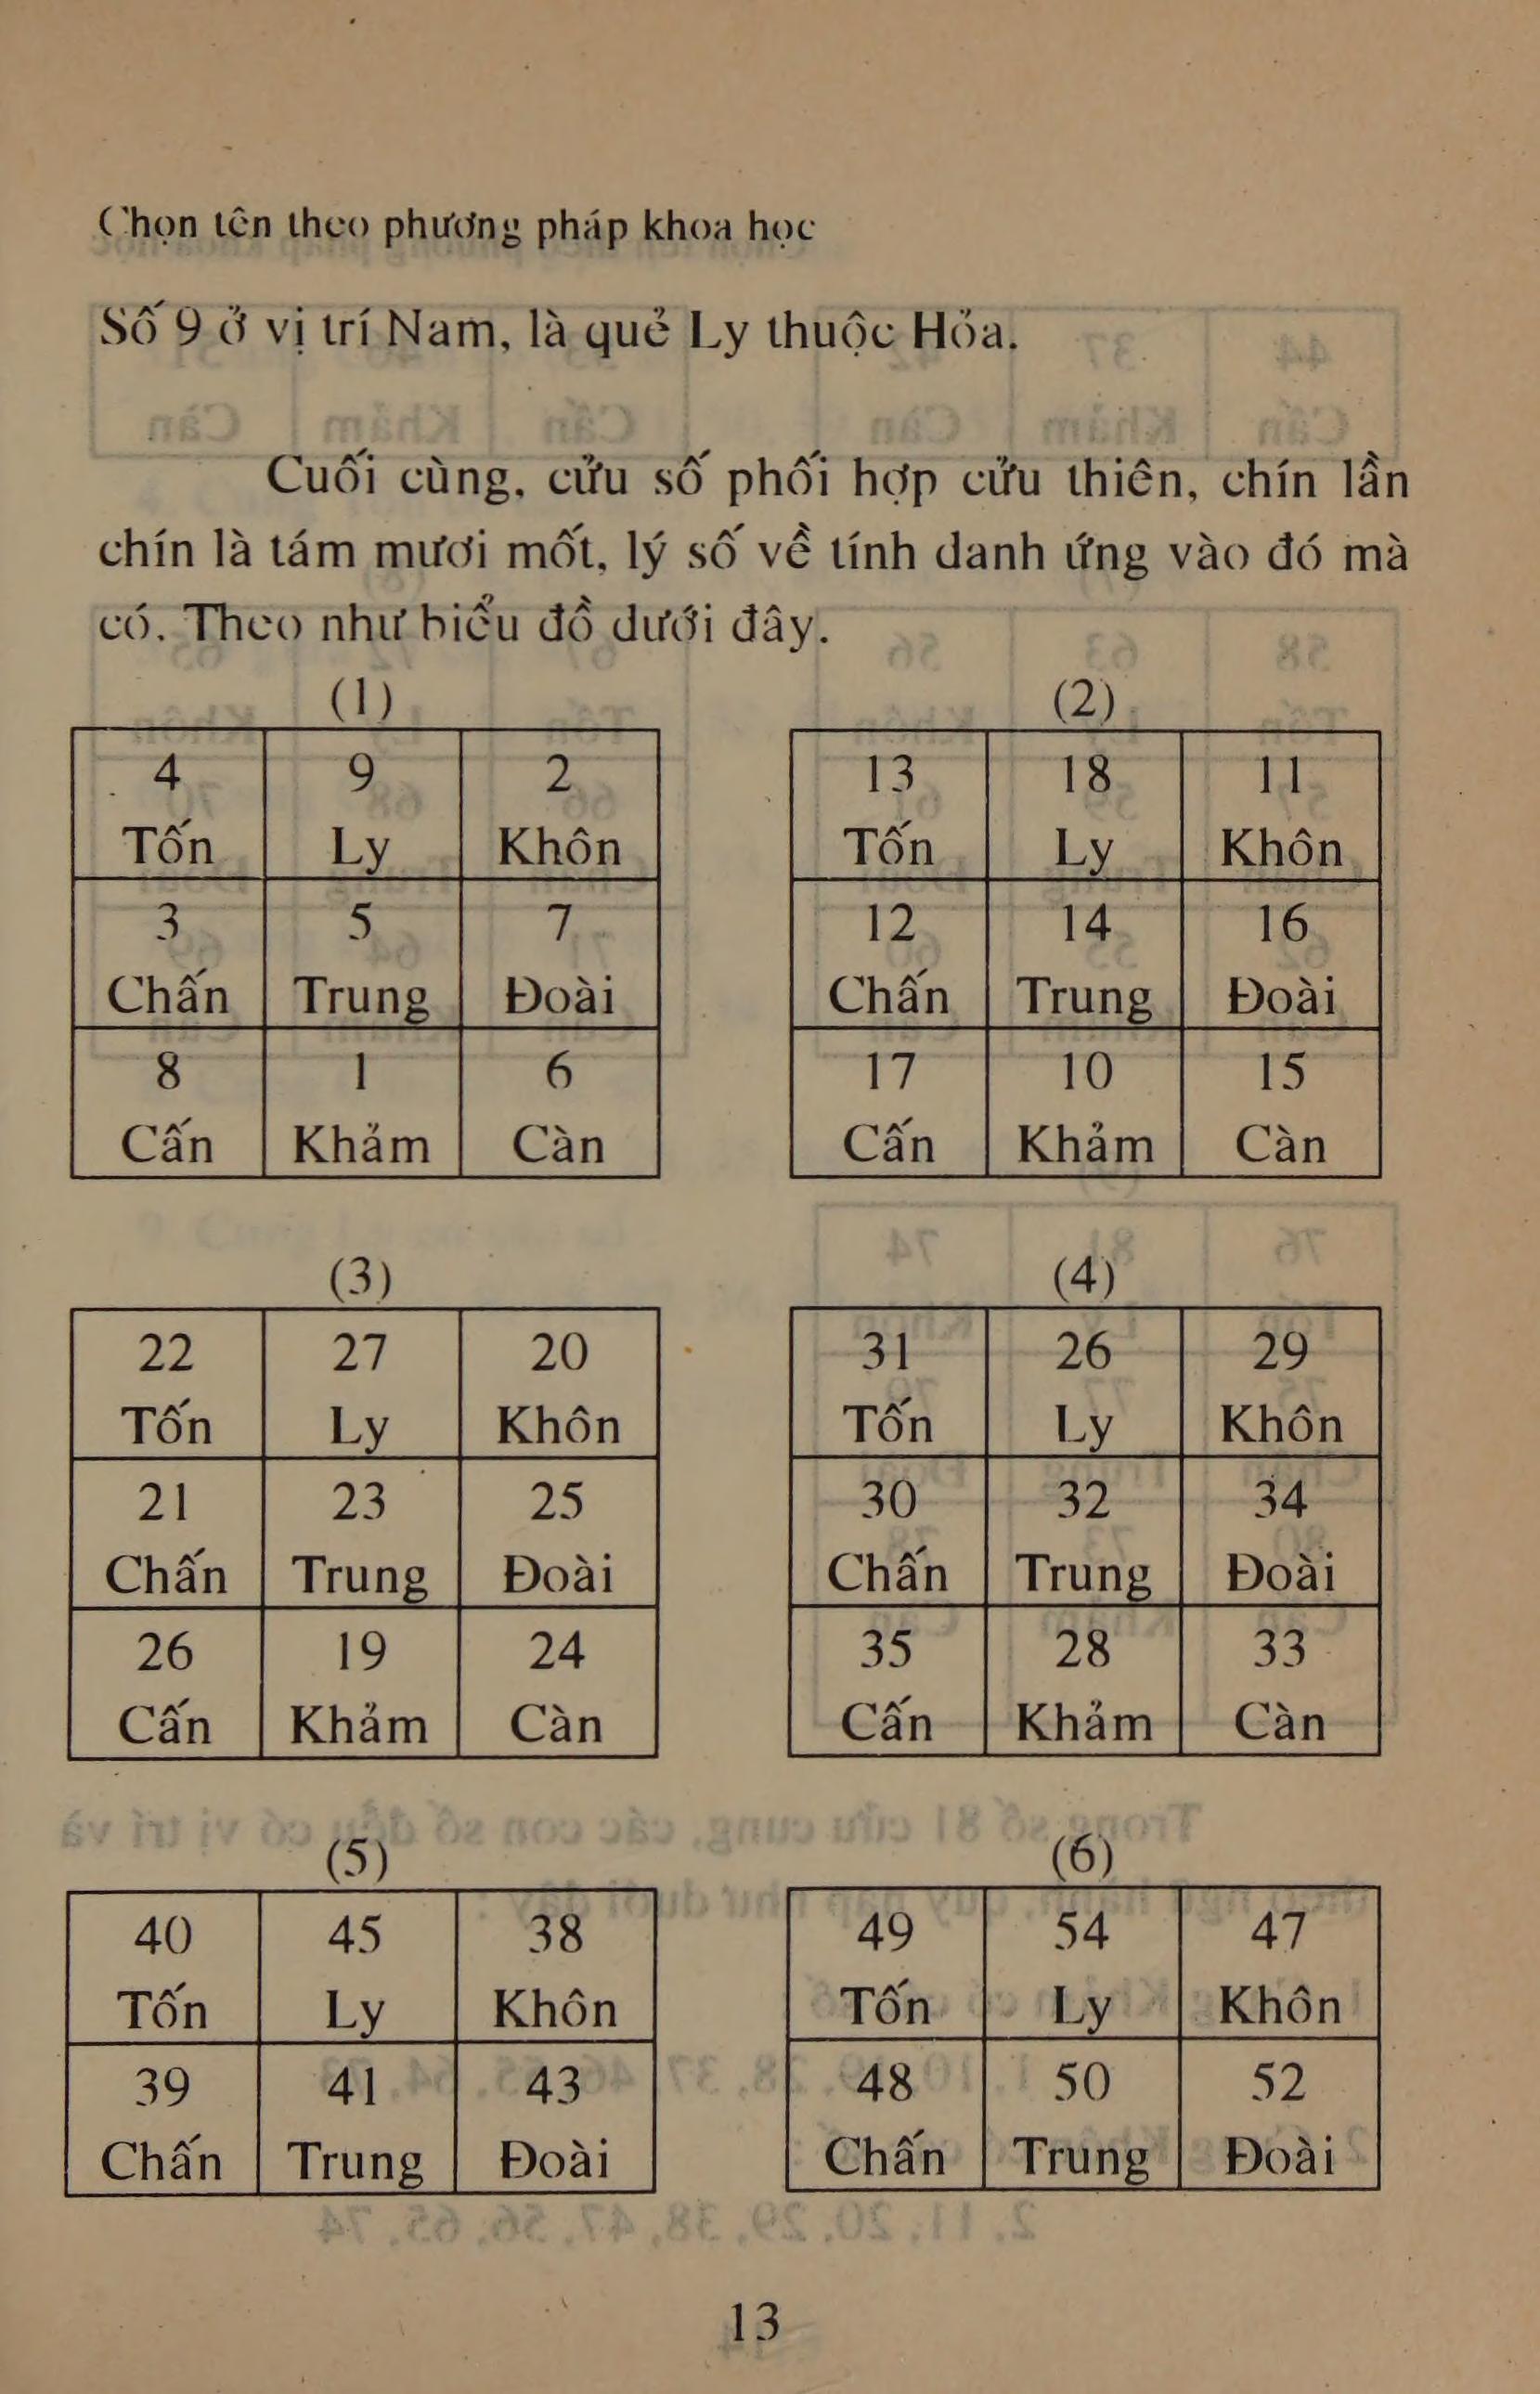 Chọn tên theo phương pháp khoa học
Số 9 ở vị trí Nam, là quẻ Ly thuộc Hỏa.
Cuối cùng, cửu số phối hợp cửu thiên, chín lần
chín là tám mươi mốt, lý số về tính danh ứng vào đó mà
có. Theo như biểu đồ dưới đây.
(1)
4 9 2
Tốn Ly Khôn
3 5 7
Chấn Trung Đoài
8 1 6
Cấn Khảm Càn
(2)
13 18 11
Tốn Ly Khôn
12 14 16
Chấn Trung Đoài
17 10 15
Cấn Khảm Càn
(3)
22 27 20
Tốn Ly Khôn
21 23 25
Chấn Trung Đoài
26 19 24
Cấn Khảm Càn
(4)
31 26 29
Tốn Ly Khôn
30 32 34
Chấn Trung Đoài
35 28 33
Cấn Khảm Càn
(5)
40 45 38
Tốn Ly Khôn
39 41 43
Chấn Trung Đoài
(6)
49 54 47
Tốn Ly Khôn
48 50 52
Chấn Trung Đoài
13